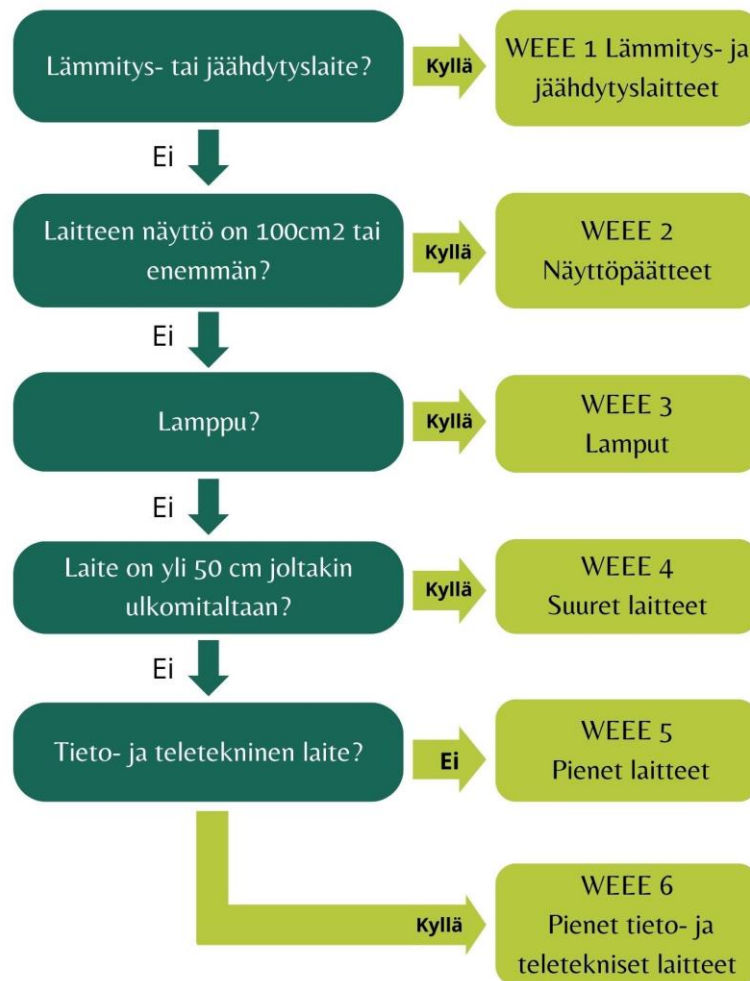 Lämmitys- tai jäähdytyslaite?
Kyllä
WEEE 1 Lämmitys- ja
jäähdytyslaitteet
Ei
Laitteen näyttö on 100cm2 tai
enemmän?
Kyllä
WEEE 2
Näyttöpäätteet
Ei
Lamppu?
Kyllä
WEEE 3
Lamput
Ei
Laite on yli 50 cm joltakin
ulkomitaltaan?
Kyllä
WEEE 4
Suuret laitteet
Ei
Tieto- ja teletekninen laite?
Ei
WEEE 5
Pienet laitteet
Kyllä
WEEE 6
Pienet tieto- ja
teletekniset laitteet